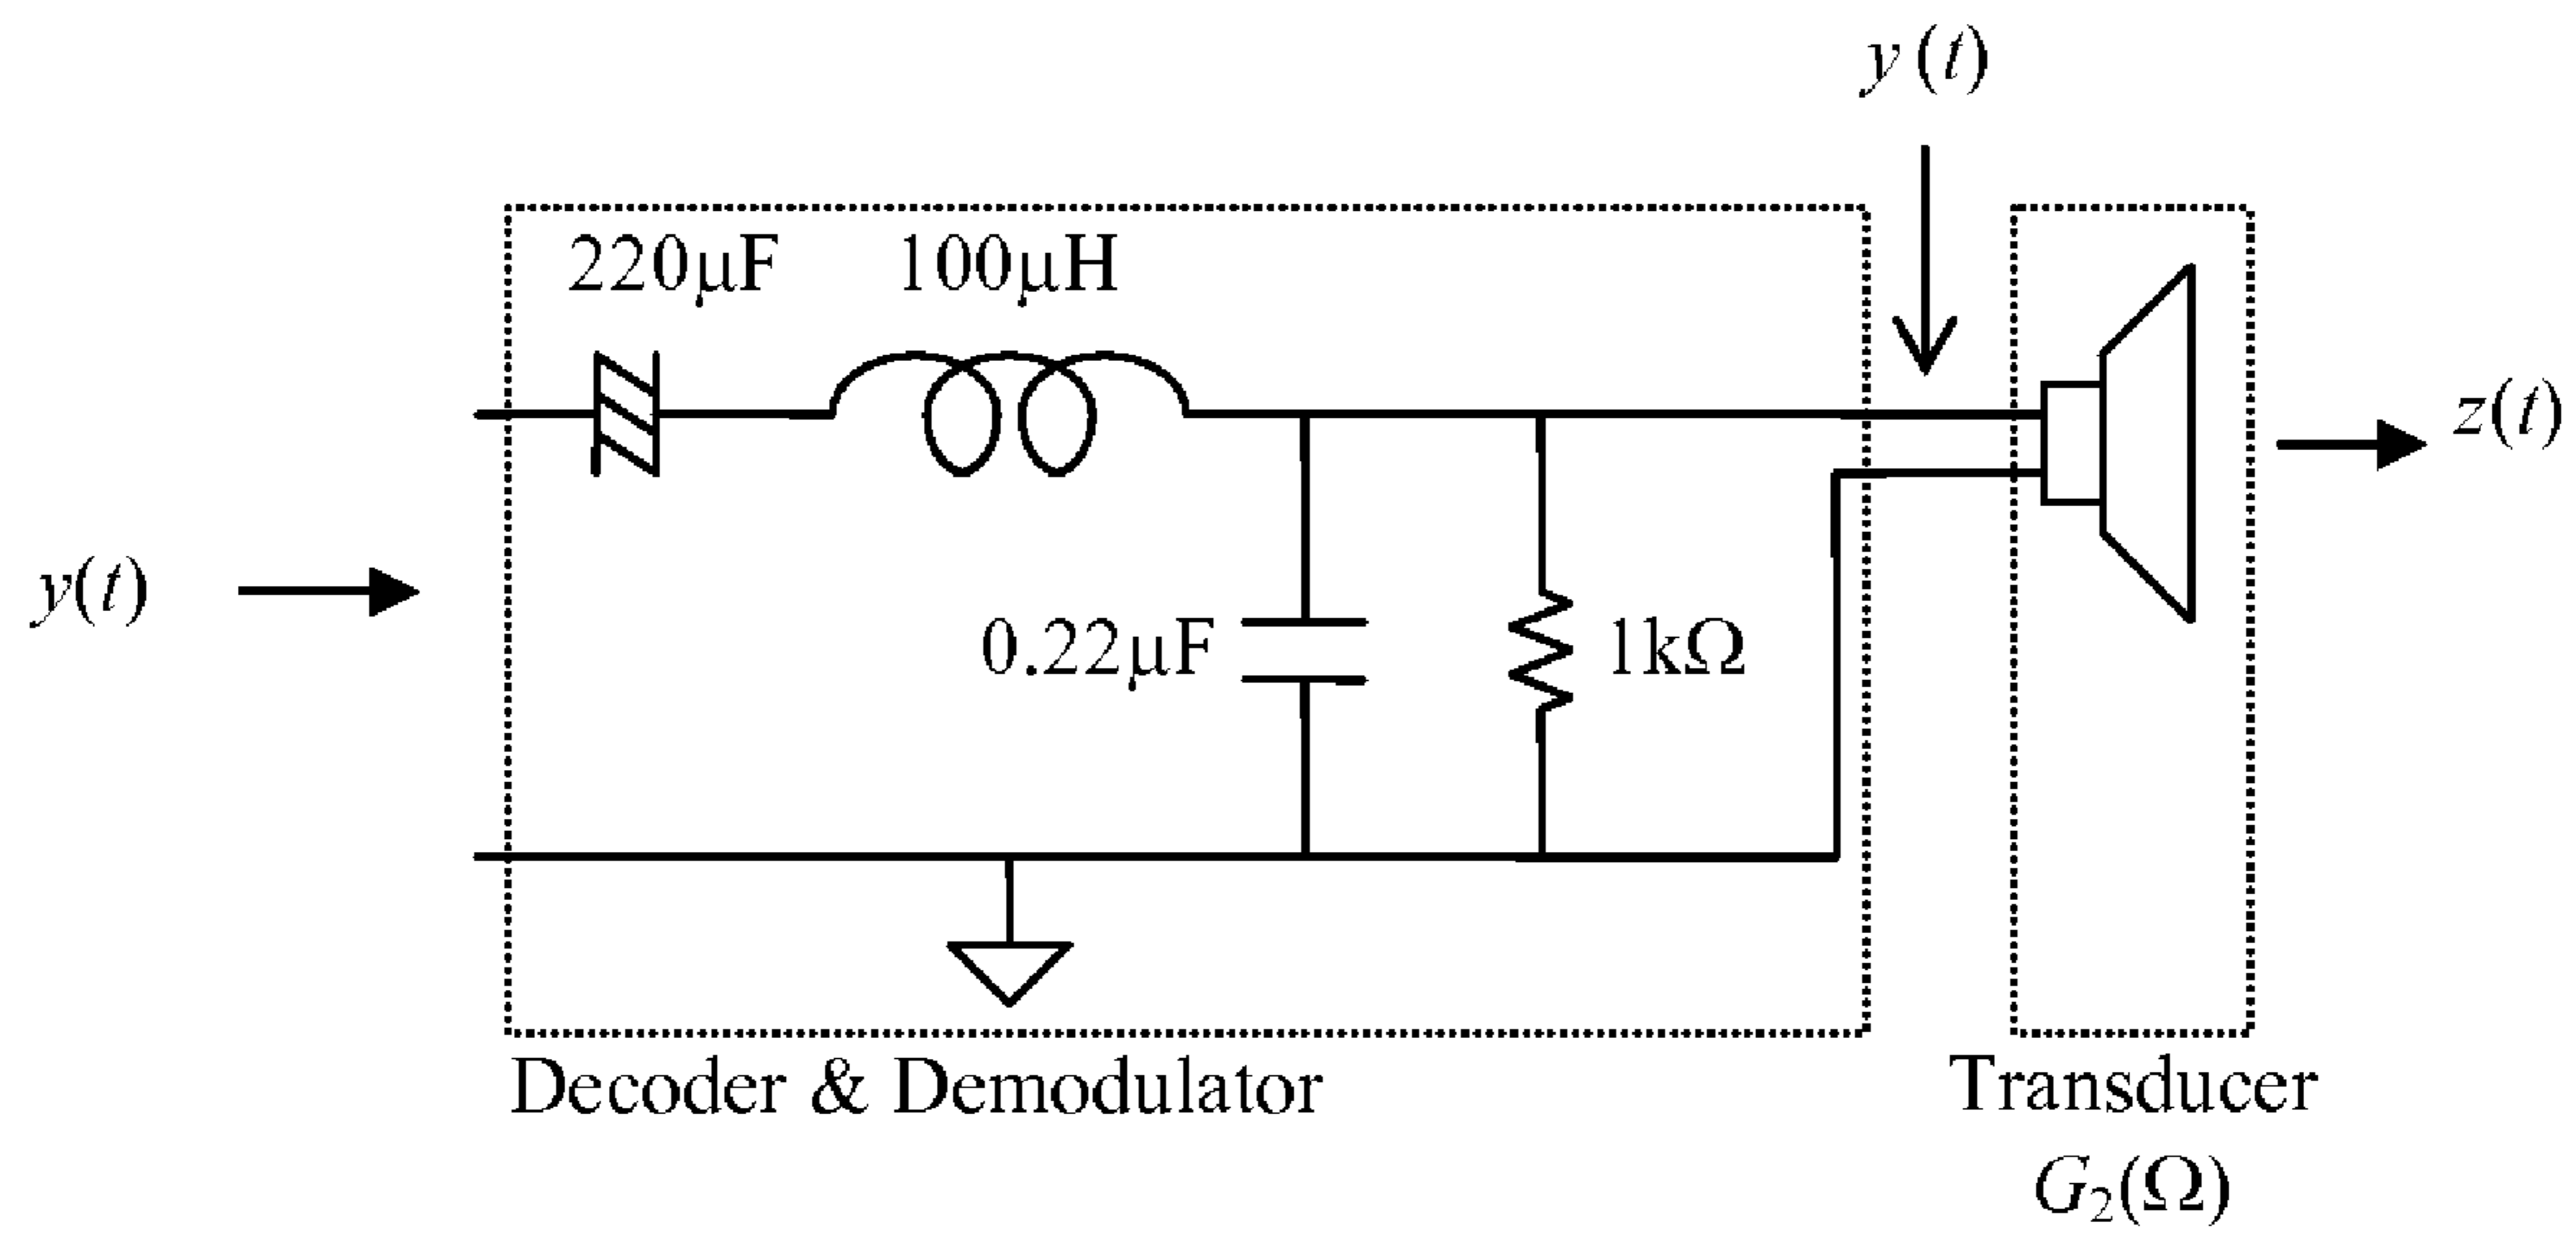 y (t)
220μF
100μH
z(t)
y(t)
0.22μF
1kΩ
Decoder & Demodulator
Transducer
G₂(Ω)